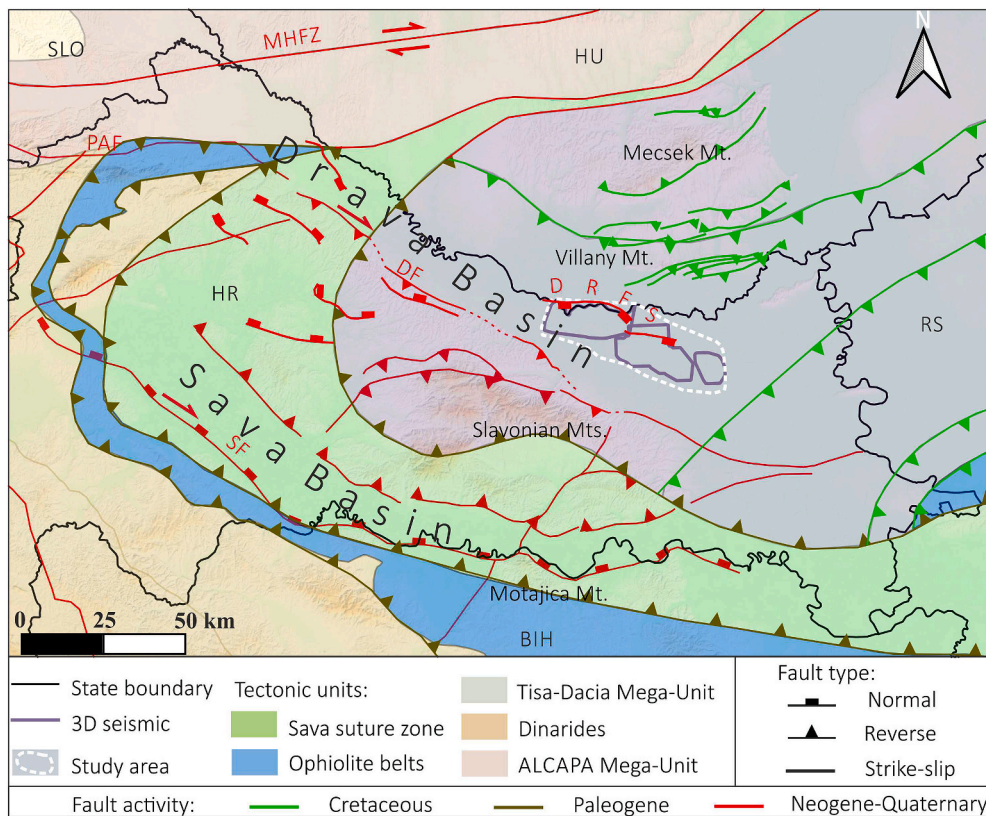 SLO
MHFZ
HU
N
PAF
Mecsek Mt.
Drava Basin
Villany Mt.
DF
DRFS
HR
RS
Sava Basin
Slavonian Mts.
SF
Motajica Mt.
BIH
0 25 50 km
State boundary
3D seismic
Study area
Tectonic units:
Sava suture zone
Ophiolite belts
Tisa-Dacia Mega-Unit
Dinarides
ALCAPA Mega-Unit
Fault type:
Normal
Reverse
Strike-slip
Fault activity: Cretaceous Paleogene Neogene-Quaternary